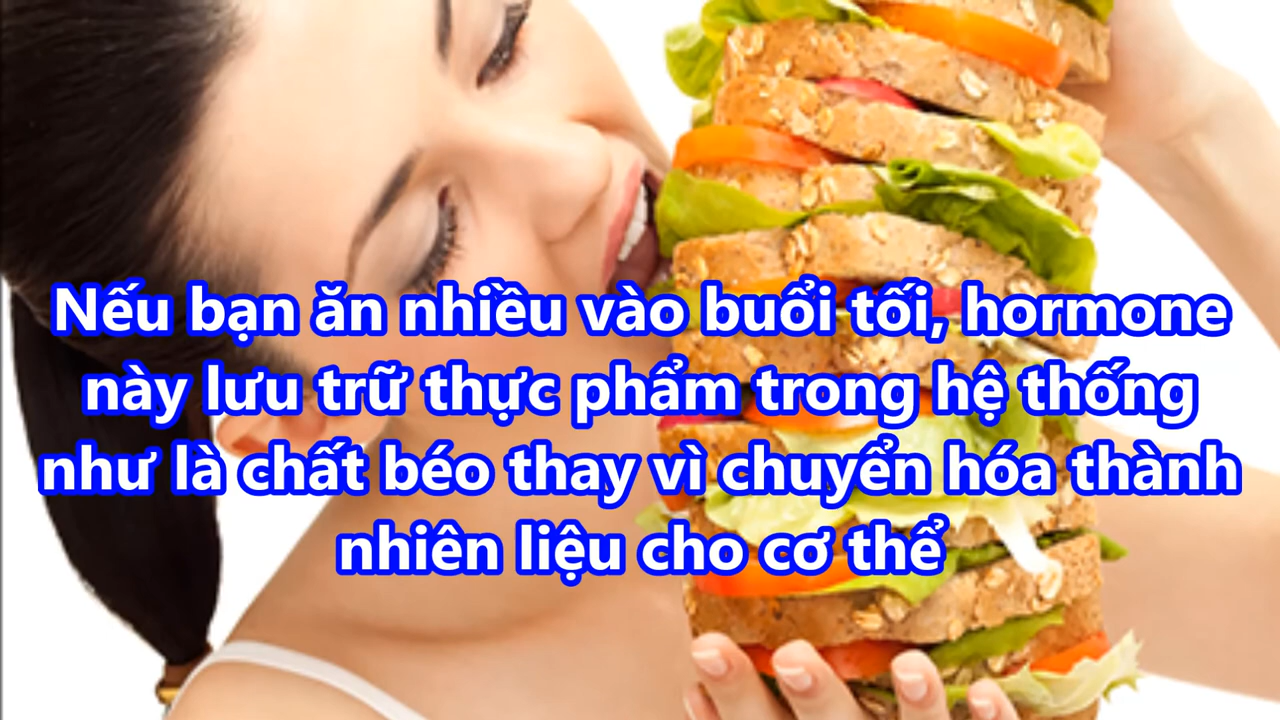 Nếu bạn ăn nhiều vào buổi tối, hormone
này lưu trữ thực phẩm trong hệ thống
như là chất béo thay vì chuyển hóa thành
nhiên liệu cho cơ thể